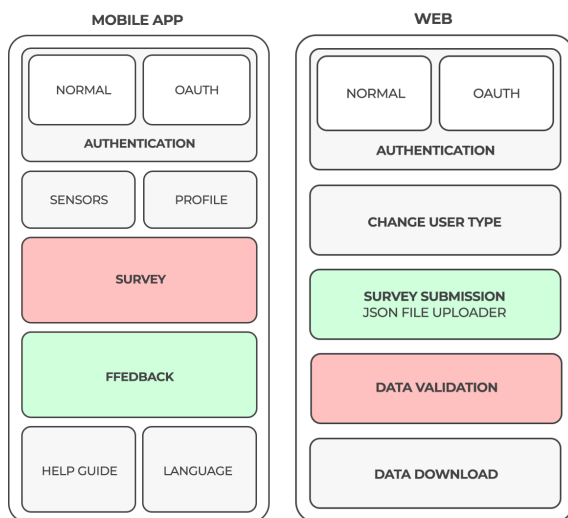 MOBILE APP
NORMAL
OAUTH
AUTHENTICATION
SENSORS
PROFILE
SURVEY
FFEDBACK
HELP GUIDE
LANGUAGE
WEB
NORMAL
OAUTH
AUTHENTICATION
CHANGE USER TYPE
SURVEY SUBMISSION
JSON FILE UPLOADER
DATA VALIDATION
DATA DOWNLOAD